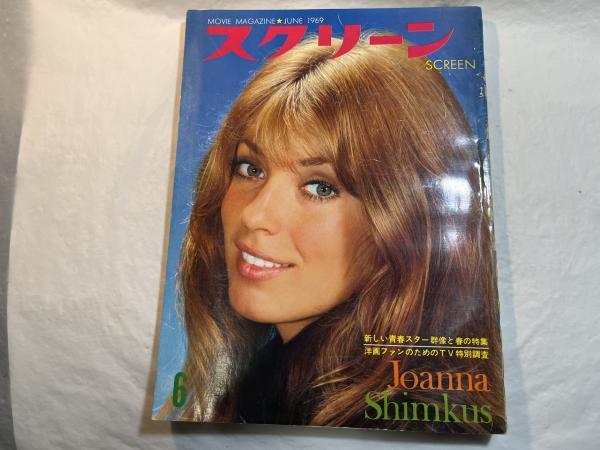 MOVIE MAGAZINE★JUNE 1969
スクリーン
SCREEN
新しい青春スター群像と春の特集
洋画ファンのためのTV特別調査
Joanna
Shimkus
6